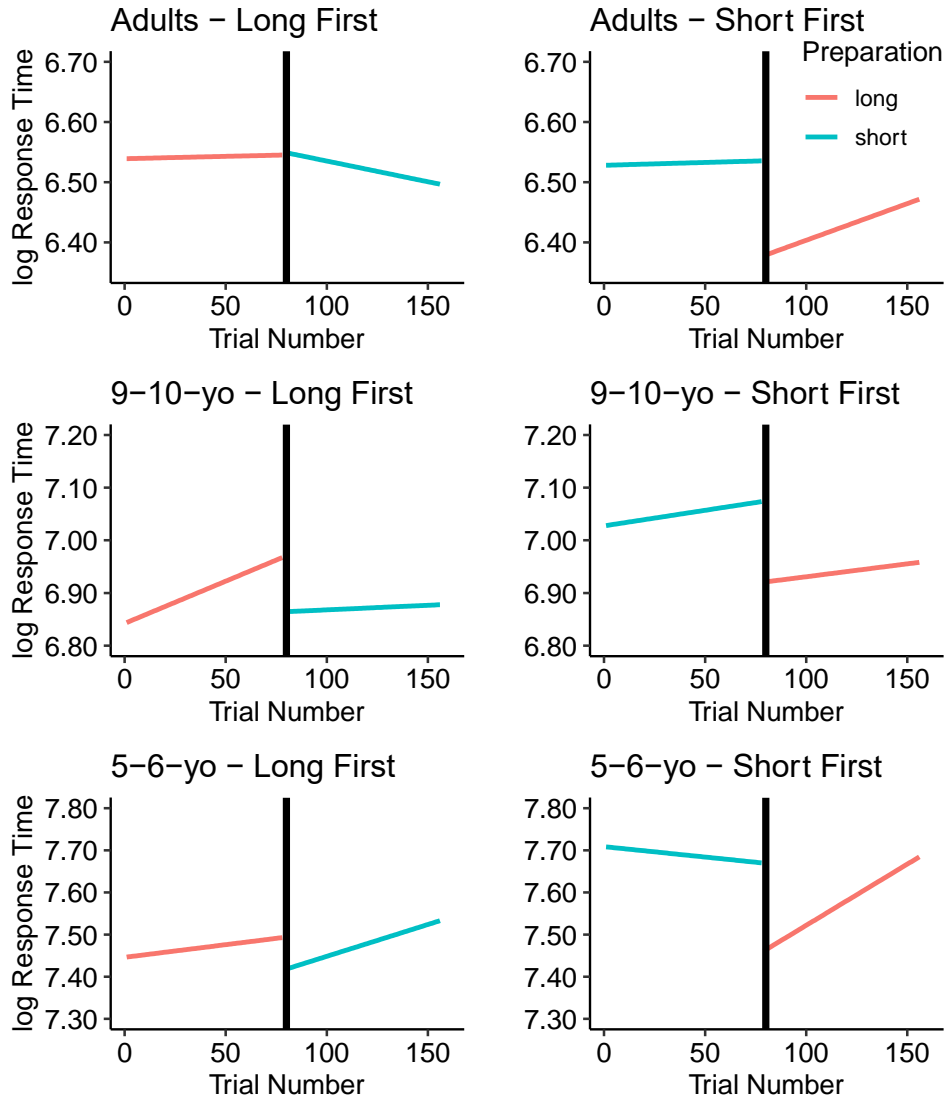 Adults − Long First
log Response Time
6.70
6.60
6.50
6.40
0 50 100 150
Trial Number
Adults − Short First
Preparation
long
short
6.70
6.60
6.50
6.40
0 50 100 150
Trial Number
9−10−yo − Long First
log Response Time
7.20
7.10
7.00
6.90
6.80
0 50 100 150
Trial Number
9−10−yo − Short First
7.20
7.10
7.00
6.90
6.80
0 50 100 150
Trial Number
5−6−yo − Long First
log Response Time
7.80
7.70
7.60
7.50
7.40
7.30
0 50 100 150
Trial Number
5−6−yo − Short First
7.80
7.70
7.60
7.50
7.40
7.30
0 50 100 150
Trial Number